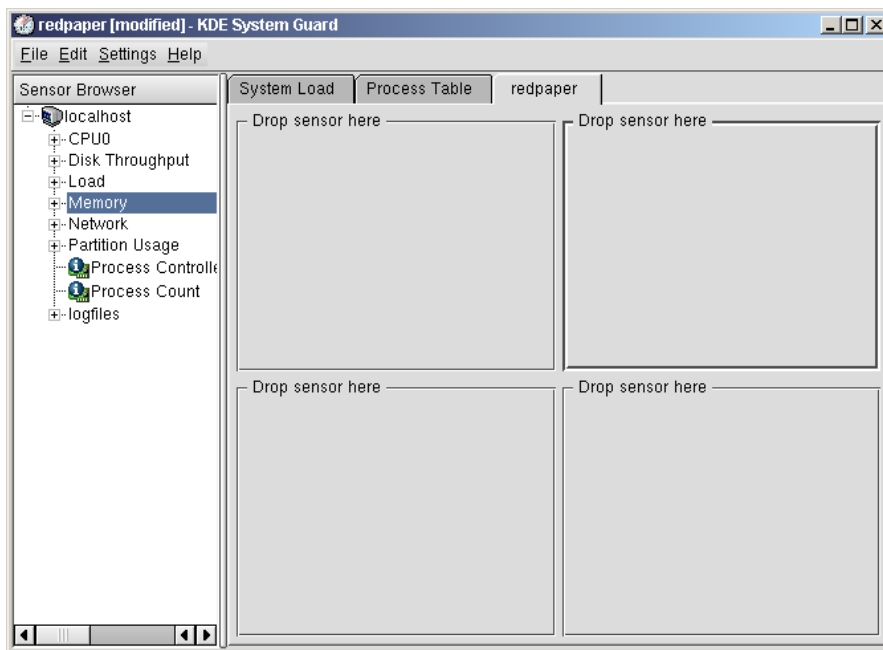 redpaper [modified] - KDE System Guard
File Edit Settings Help
Sensor Browser
System Load
Process Table
redpaper
localhost
CPU0
Disk Throughput
Load
Memory
Network
Partition Usage
Process Controlle
Process Count
logfiles
Drop sensor here
Drop sensor here
Drop sensor here
Drop sensor here